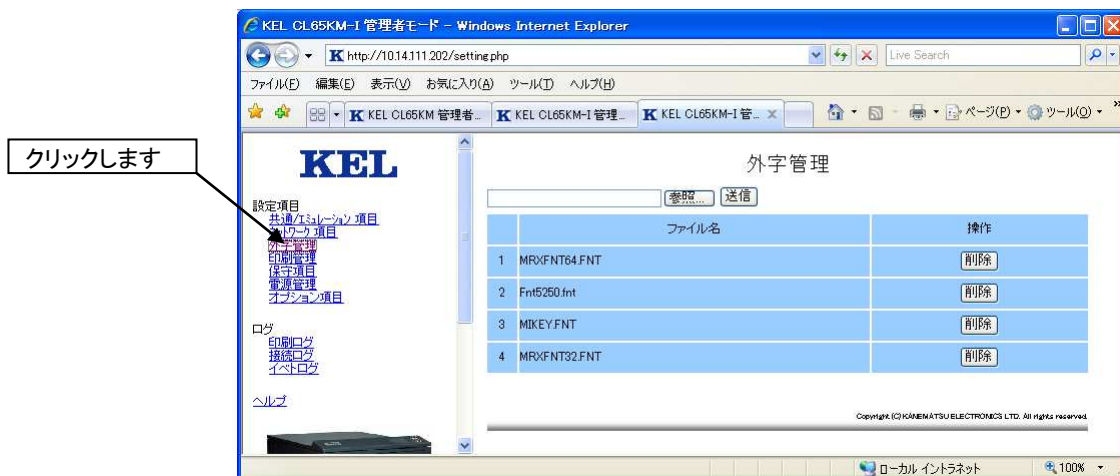 KEL CL65KM-I 管理者モード - Windows Internet Explorer
http://10.14.111.202/setting.php
Live Search
ファイル(F) 編集(E) 表示(V) お気に入り(A) ツール(T) ヘルプ(H)
KEL CL65KM 管理者...
KEL CL65KM-I 管理...
KEL CL65KM-I 管...
ページ(P)
ツール(O)
クリックします
KEL
設定項目
共通/エミュレーション 項目
ネットワーク 項目
外字管理
印刷管理
保守項目
電源管理
オプション項目
ログ
印刷ログ
接続ログ
イベトログ
ヘルプ
外字管理
参照... 送信
ファイル名 操作
1 MRXFNT64.FNT 削除
2 Fnt5250.fnt 削除
3 MIKEY.FNT 削除
4 MRXFNT32.FNT 削除
Copyright (C) KANEMATSU ELECTRONICS LTD. All rights reserved.
ローカル イントラネット
100%